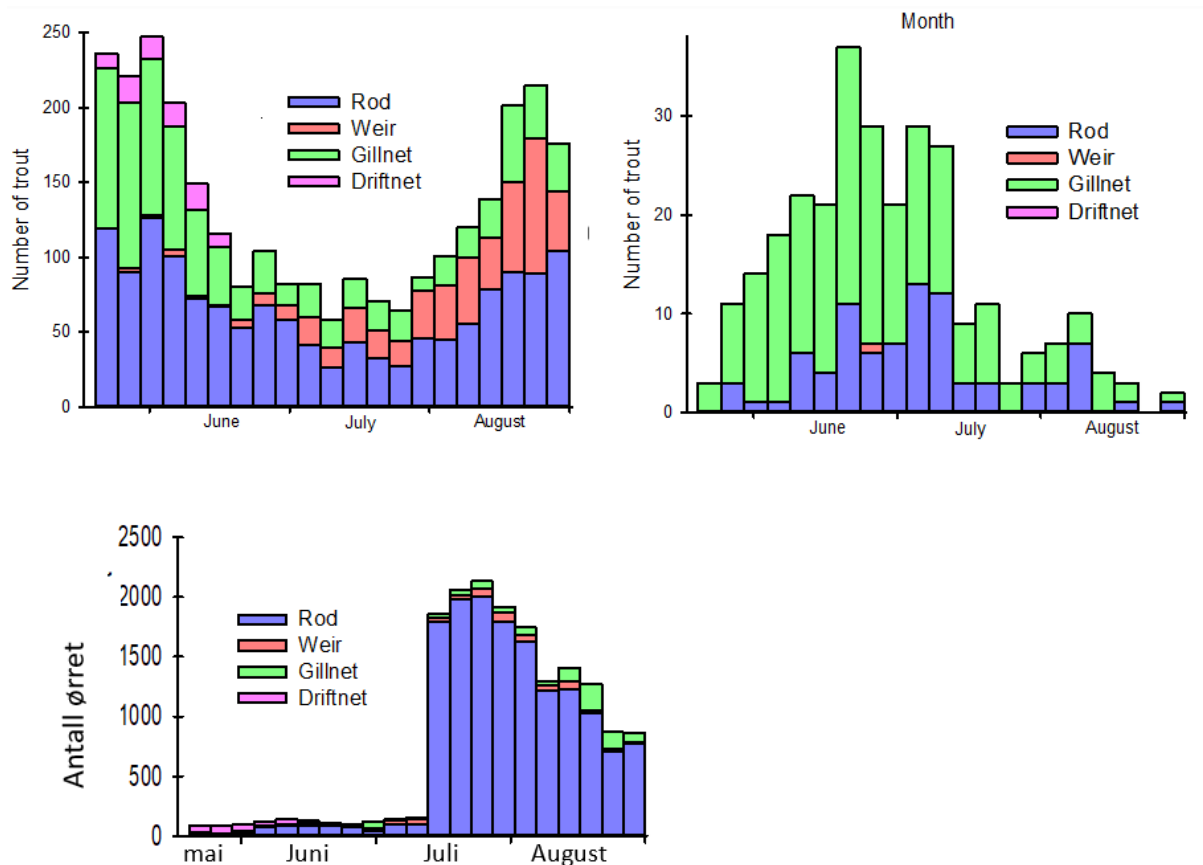 Month
250
200
150
100
50
0
Number of trout
Rod
Weir
Gillnet
Driftnet
June July August
30
20
10
0
Number of trout
Rod
Weir
Gillnet
Driftnet
June July August
2500
2000
1500
1000
500
0
Antall ørret
Rod
Weir
Gillnet
Driftnet
mai Juni Juli August